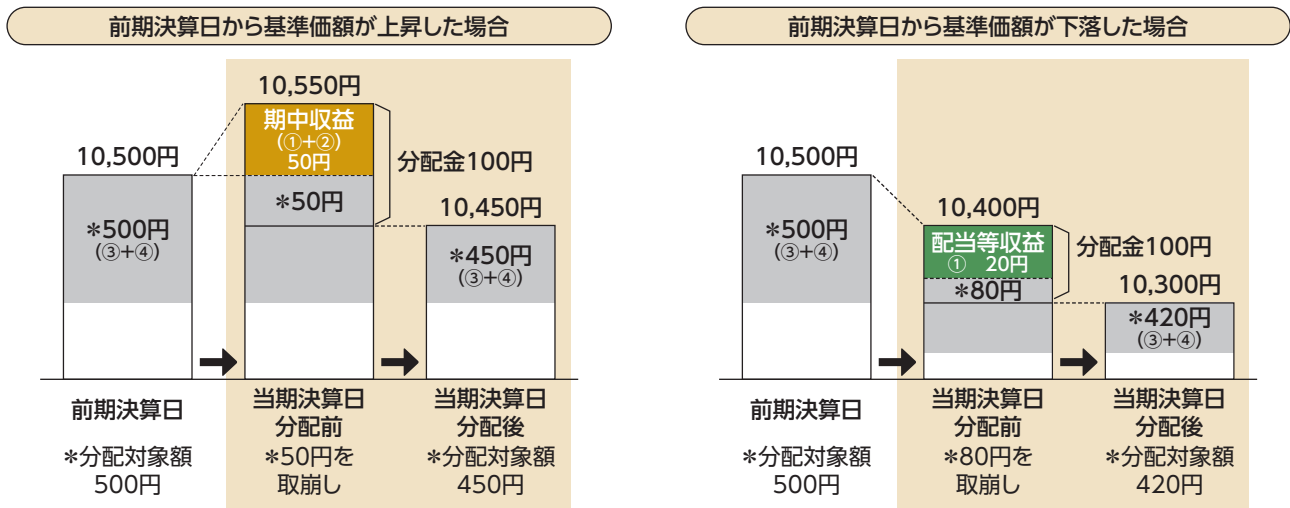 前期決算日から基準価額が上昇した場合
10,550円
期中収益
(①+②)
50円
10,500円
分配金100円
*50円
10,450円
*500円
(③+④)
*450円
(③+④)
前期決算日
当期決算日
分配前
当期決算日
分配後
*分配対象額
500円
*50円を
取崩し
*分配対象額
450円
前期決算日から基準価額が下落した場合
10,500円
10,400円
*500円
(③+④)
配当等収益
① 20円
分配金100円
*80円
10,300円
*420円
(③+④)
前期決算日
当期決算日
分配前
当期決算日
分配後
*分配対象額
500円
*80円を
取崩し
*分配対象額
420円